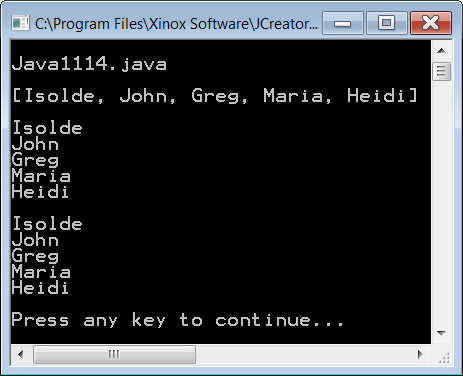 C:\Program Files\Xinox Software\JCreator...
Java1114.java
[Isolde, John, Greg, Maria, Heidi]
Isolde
John
Greg
Maria
Heidi
Isolde
John
Greg
Maria
Heidi
Press any key to continue...